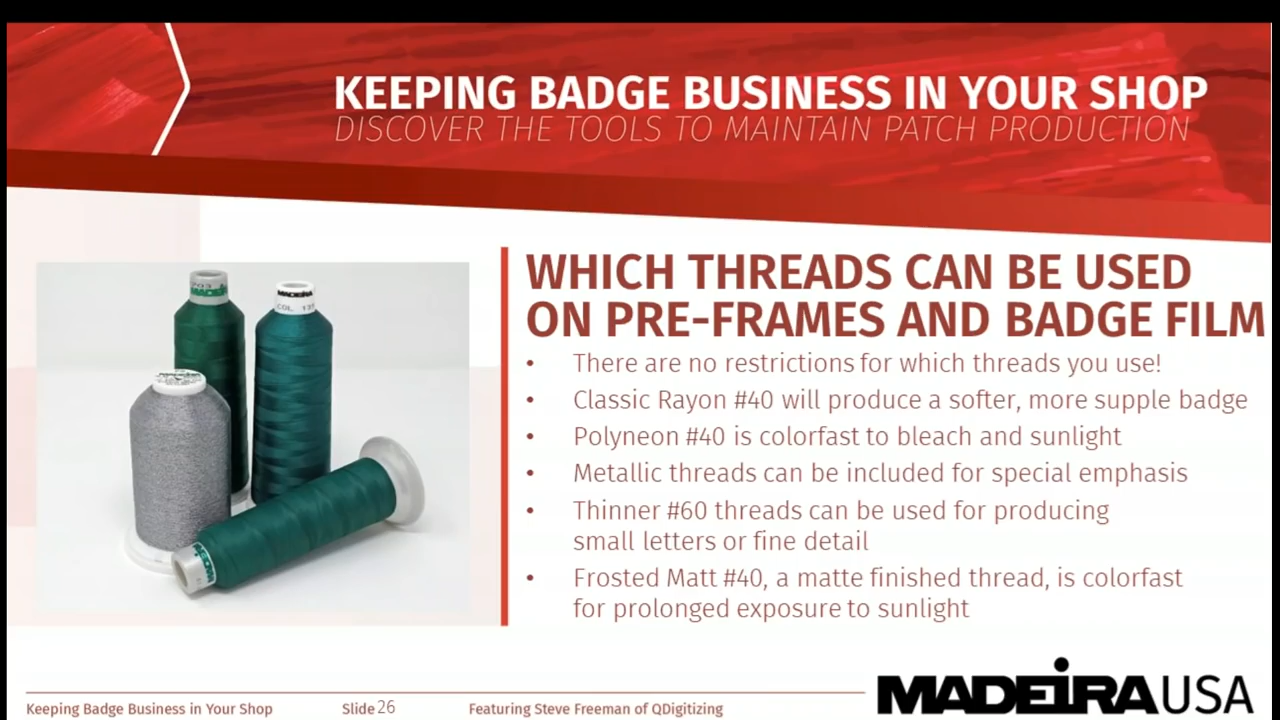 KEEPING BADGE BUSINESS IN YOUR SHOP
DISCOVER THE TOOLS TO MAINTAIN PATCH PRODUCTION
WHICH THREADS CAN BE USED
ON PRE-FRAMES AND BADGE FILM
• There are no restrictions for which threads you use!
• Classic Rayon #40 will produce a softer, more supple badge
• Polyneon #40 is colorfast to bleach and sunlight
• Metallic threads can be included for special emphasis
• Thinner #60 threads can be used for producing
small letters or fine detail
• Frosted Matt #40, a matte finished thread, is colorfast
for prolonged exposure to sunlight
MADEIRA
COL
MADEIRA
Keeping Badge Business in Your Shop
Slide 26
Featuring Steve Freeman of QDigitizing
MADEIRA USA